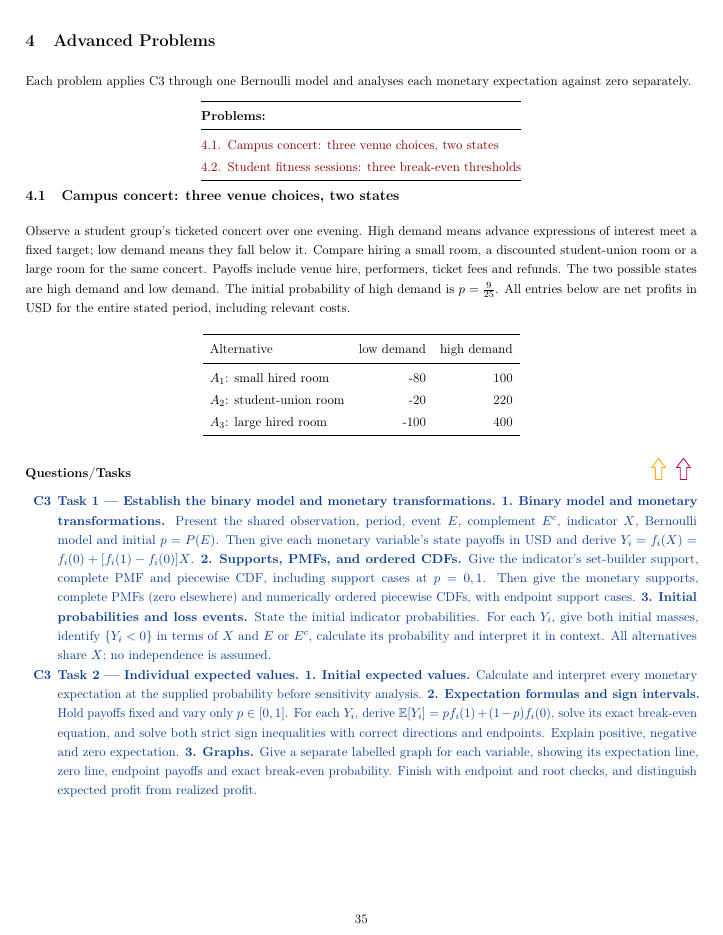 4 Advanced Problems
Each problem applies C3 through one Bernoulli model and analyses each monetary expectation against zero separately.
Problems:
4.1. Campus concert: three venue choices, two states
4.2. Student fitness sessions: three break-even thresholds
4.1 Campus concert: three venue choices, two states
Observe a student group's ticketed concert over one evening. High demand means advance expressions of interest meet a
fixed target; low demand means they fall below it. Compare hiring a small room, a discounted student-union room or a
large room for the same concert. Payoffs include venue hire, performers, ticket fees and refunds. The two possible states
are high demand and low demand. The initial probability of high demand is p = 9/25. All entries below are net profits in
USD for the entire stated period, including relevant costs.
Alternative low demand high demand
A₁: small hired room -80 100
A₂: student-union room -20 220
A₃: large hired room -100 400
Questions/Tasks
C3 Task 1 — Establish the binary model and monetary transformations. 1. Binary model and monetary
transformations. Present the shared observation, period, event E, complement Eᶜ, indicator X, Bernoulli
model and initial p = P(E). Then give each monetary variable's state payoffs in USD and derive Yᵢ = fᵢ(X) =
fᵢ(0) + [fᵢ(1) − fᵢ(0)]X. 2. Supports, PMFs, and ordered CDFs. Give the indicator's set-builder support,
complete PMF and piecewise CDF, including support cases at p = 0, 1. Then give the monetary supports,
complete PMFs (zero elsewhere) and numerically ordered piecewise CDFs, with endpoint support cases. 3. Initial
probabilities and loss events. State the initial indicator probabilities. For each Yᵢ, give both initial masses,
identify {Yᵢ < 0} in terms of X and E or Eᶜ, calculate its probability and interpret it in context. All alternatives
share X; no independence is assumed.
C3 Task 2 — Individual expected values. 1. Initial expected values. Calculate and interpret every monetary
expectation at the supplied probability before sensitivity analysis. 2. Expectation formulas and sign intervals.
Hold payoffs fixed and vary only p ∈ [0, 1]. For each Yᵢ, derive 𝔼[Yᵢ] = pfᵢ(1)+(1−p)fᵢ(0), solve its exact break-even
equation, and solve both strict sign inequalities with correct directions and endpoints. Explain positive, negative
and zero expectation. 3. Graphs. Give a separate labelled graph for each variable, showing its expectation line,
zero line, endpoint payoffs and exact break-even probability. Finish with endpoint and root checks, and distinguish
expected profit from realized profit.
35